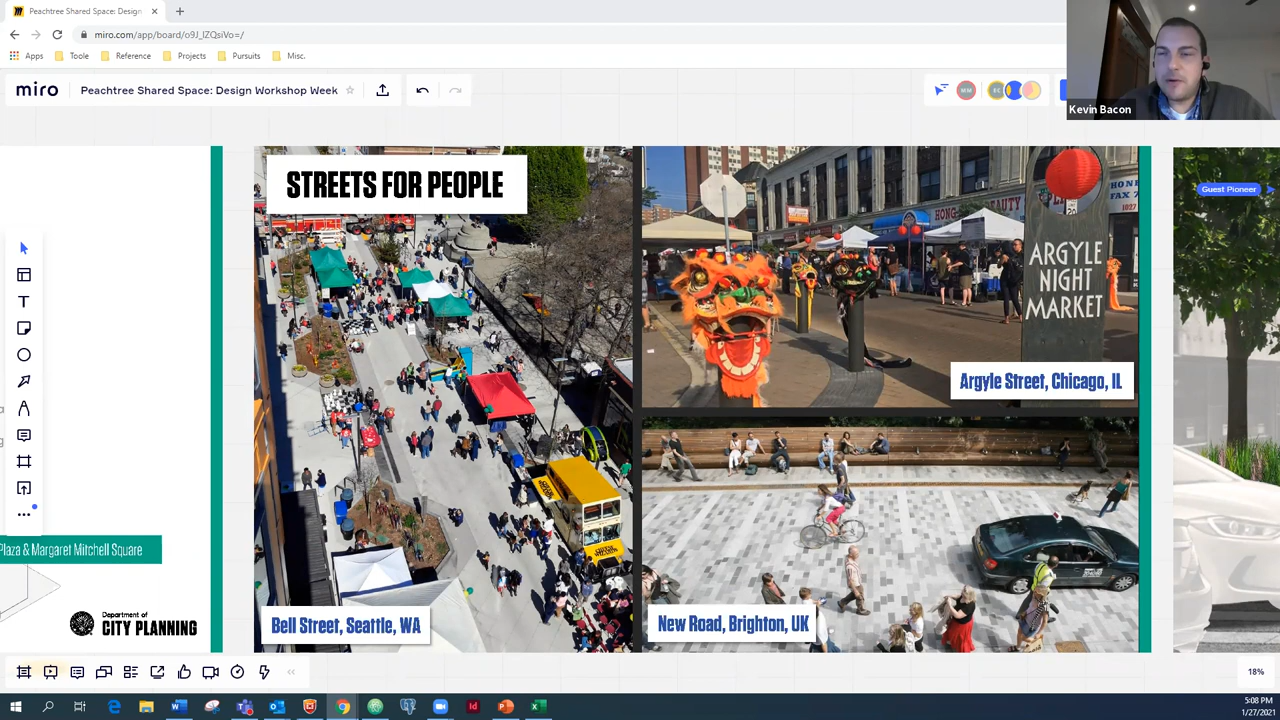 Peachtree Shared Space: Design
miro.com/app/board/o9J_lZQsiVo=/
Apps
Toole
Reference
Projects
Pursuits
Misc.
Kevin Bacon
miro
Peachtree Shared Space: Design Workshop Week
STREETS FOR PEOPLE
Guest Pioneer
ARGYLE
NIGHT
MARKET
Argyle Street, Chicago, IL
Plaza & Margaret Mitchell Square
Department of
CITY PLANNING
Bell Street, Seattle, WA
New Road, Brighton, UK
18%
5:08 PM
1/27/2021